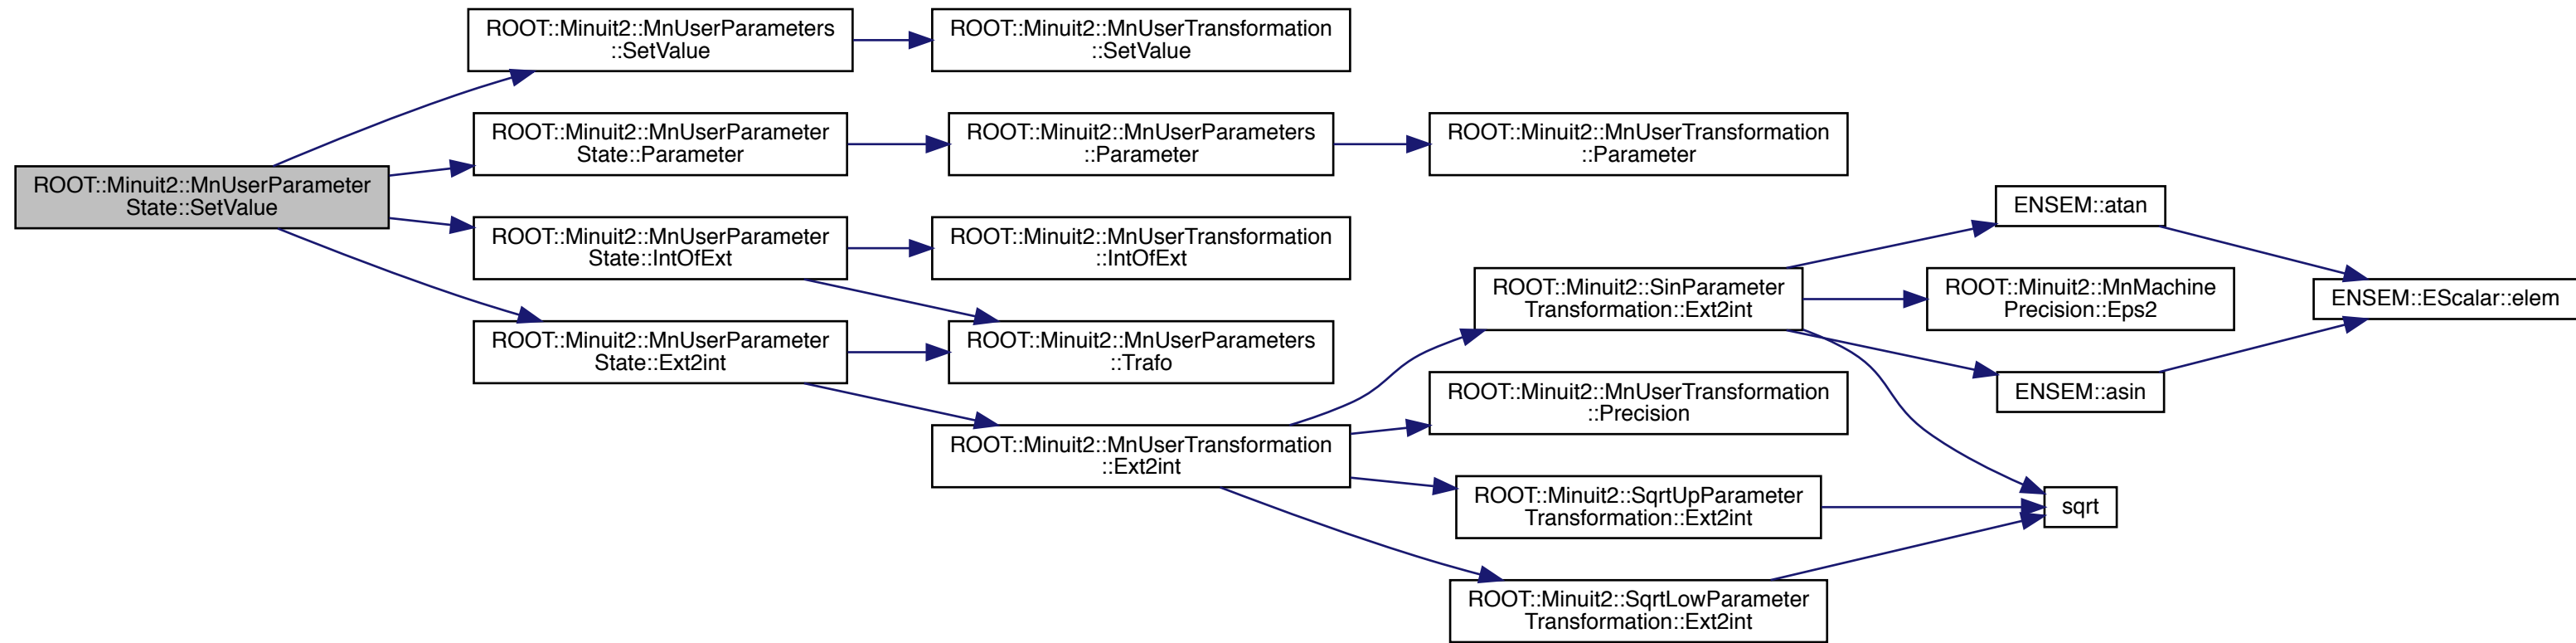 ROOT::Minuit2::MnUserParameter
State::SetValue
ROOT::Minuit2::MnUserParameters
::SetValue
ROOT::Minuit2::MnUserTransformation
::SetValue
ROOT::Minuit2::MnUserParameter
State::Parameter
ROOT::Minuit2::MnUserParameters
::Parameter
ROOT::Minuit2::MnUserTransformation
::Parameter
ROOT::Minuit2::MnUserParameter
State::IntOfExt
ROOT::Minuit2::MnUserTransformation
::IntOfExt
ROOT::Minuit2::MnUserParameter
State::Ext2int
ROOT::Minuit2::MnUserParameters
::Trafo
ROOT::Minuit2::MnUserTransformation
::Ext2int
ROOT::Minuit2::SinParameter
Transformation::Ext2int
ROOT::Minuit2::MnUserTransformation
::Precision
ROOT::Minuit2::SqrtUpParameter
Transformation::Ext2int
ROOT::Minuit2::SqrtLowParameter
Transformation::Ext2int
ENSEM::atan
ROOT::Minuit2::MnMachine
Precision::Eps2
ENSEM::asin
sqrt
ENSEM::EScalar::elem